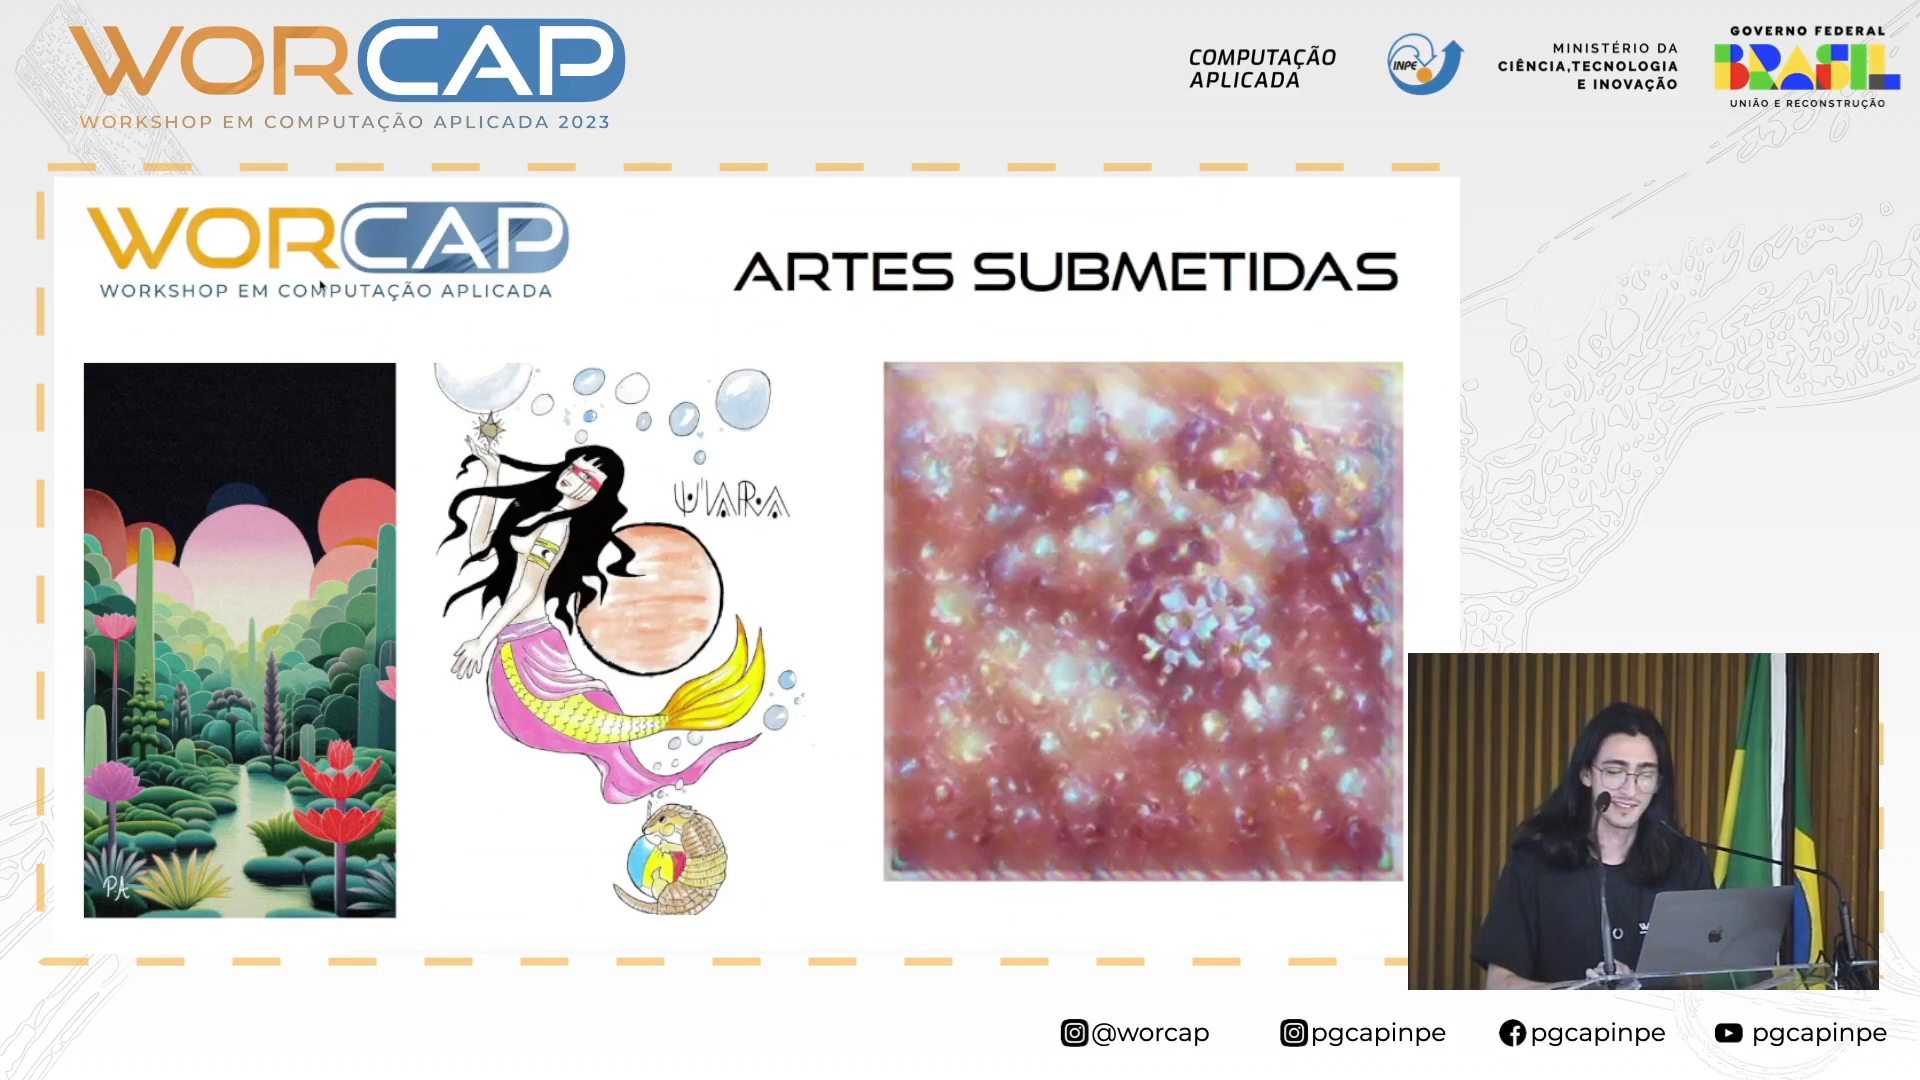 WORCAP
WORKSHOP EM COMPUTAÇÃO APLICADA 2023
COMPUTAÇÃO
APLICADA
INPE
MINISTÉRIO DA
CIÊNCIA,TECNOLOGIA
E INOVAÇÃO
GOVERNO FEDERAL
BRASIL
UNIÃO E RECONSTRUÇÃO
WORCAP
WORKSHOP EM COMPUTAÇÃO APLICADA
ARTES SUBMETIDAS
U'IARA
PA
@worcap
pgcapinpe
pgcapinpe
pgcapinpe